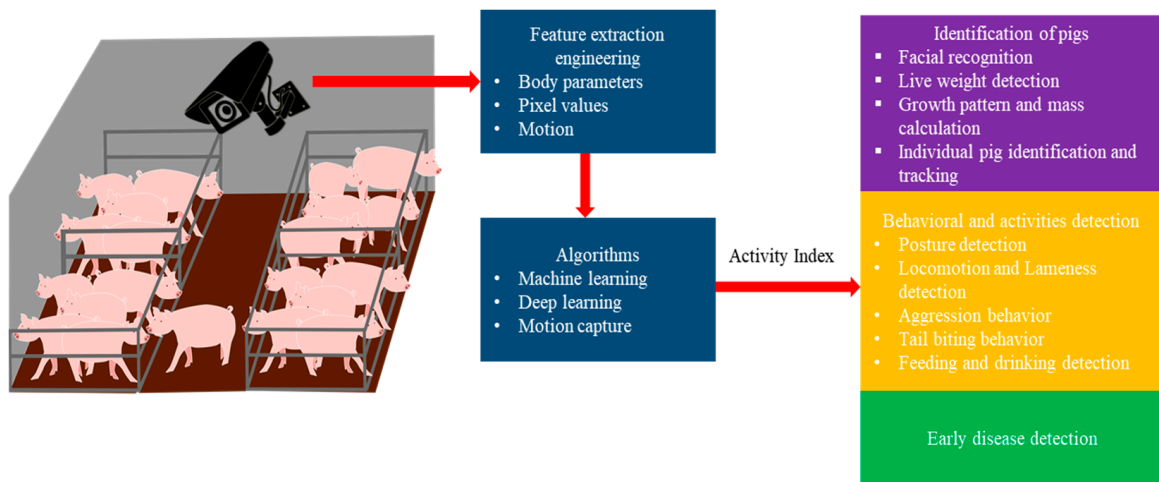 Feature extraction
engineering
• Body parameters
• Pixel values
• Motion
Algorithms
• Machine learning
• Deep learning
• Motion capture
Activity Index
Identification of pigs
▪ Facial recognition
▪ Live weight detection
▪ Growth pattern and mass
calculation
▪ Individual pig identification and
tracking
Behavioral and activities detection
• Posture detection
• Locomotion and Lameness
detection
• Aggression behavior
• Tail biting behavior
• Feeding and drinking detection
Early disease detection